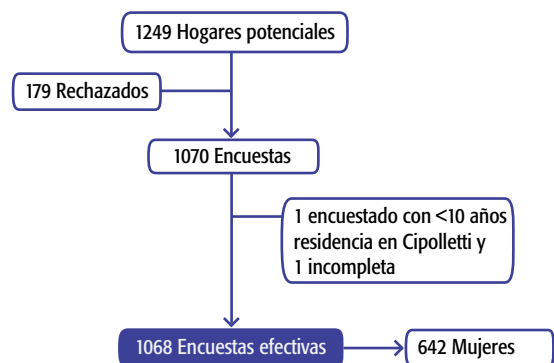 1249 Hogares potenciales
179 Rechazados
1070 Encuestas
1 encuestado con <10 años
residencia en Cipolletti y
1 incompleta
1068 Encuestas efectivas
642 Mujeres